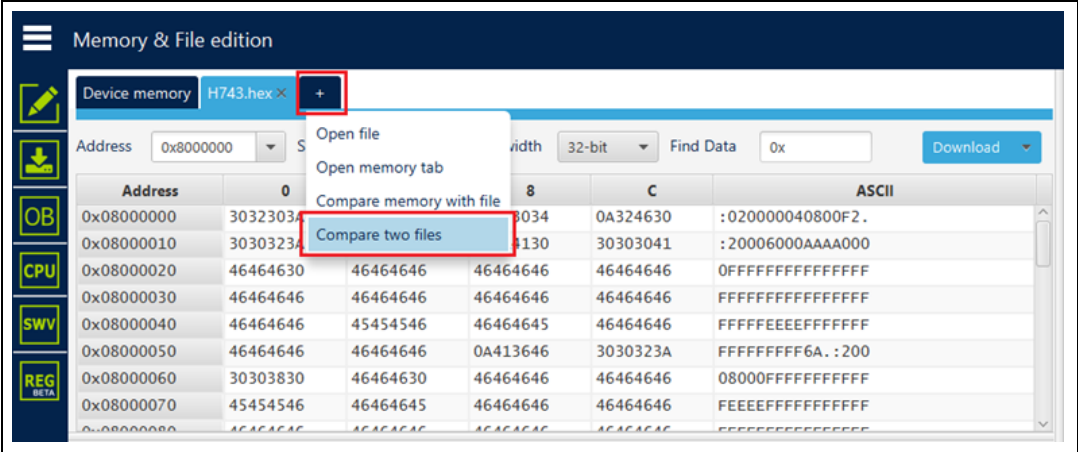 Memory & File edition
Device memory H743.hex × +
Address 0x8000000 S width 32-bit Find Data 0x Download
Open file
Open memory tab
Compare memory with file
Compare two files
Address 0 8 C ASCII
0x08000000 3032303A 3034 0A324630 :020000040800F2.
0x08000010 3030323A 4130 30303041 :20006000AAAA000
0x08000020 46464630 46464646 46464646 46464646 0FFFFFFFFFFFFFFF
0x08000030 46464646 46464646 46464646 46464646 FFFFFFFFFFFFFFFF
0x08000040 46464646 45454546 46464645 46464646 FFFFFEEEEFFFFFFF
0x08000050 46464646 46464646 0A413646 3030323A FFFFFFFFF6A.:200
0x08000060 30303830 46464630 46464646 46464646 08000FFFFFFFFFFF
0x08000070 45454546 46464645 46464646 46464646 FEEEEFFFFFFFFFFF
OB
CPU
SWV
REG
BETA